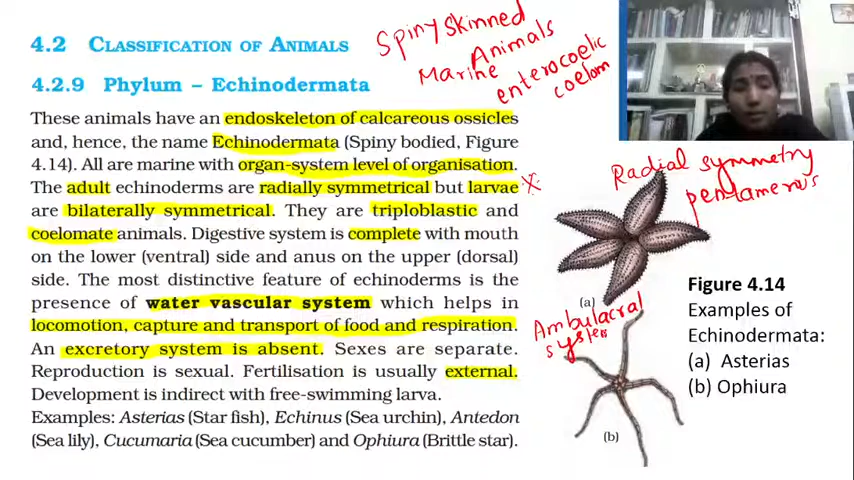 4.2 CLASSIFICATION OF ANIMALS
4.2.9 Phylum – Echinodermata
Spiny skinned
Animals
Marine
enterocoelic
coelom
These animals have an endoskeleton of calcareous ossicles
and, hence, the name Echinodermata (Spiny bodied, Figure
4.14). All are marine with organ-system level of organisation.
The adult echinoderms are radially symmetrical but larvae
are bilaterally symmetrical. They are triploblastic and
coelomate animals. Digestive system is complete with mouth
on the lower (ventral) side and anus on the upper (dorsal)
side. The most distinctive feature of echinoderms is the
presence of water vascular system which helps in
locomotion, capture and transport of food and respiration.
An excretory system is absent. Sexes are separate.
Reproduction is sexual. Fertilisation is usually external.
Development is indirect with free-swimming larva.
Examples: Asterias (Star fish), Echinus (Sea urchin), Antedon
(Sea lily), Cucumaria (Sea cucumber) and Ophiura (Brittle star).
Radial symmetry
pentamerous
(a)
Ambulacral
system
(b)
Figure 4.14
Examples of
Echinodermata:
(a) Asterias
(b) Ophiura